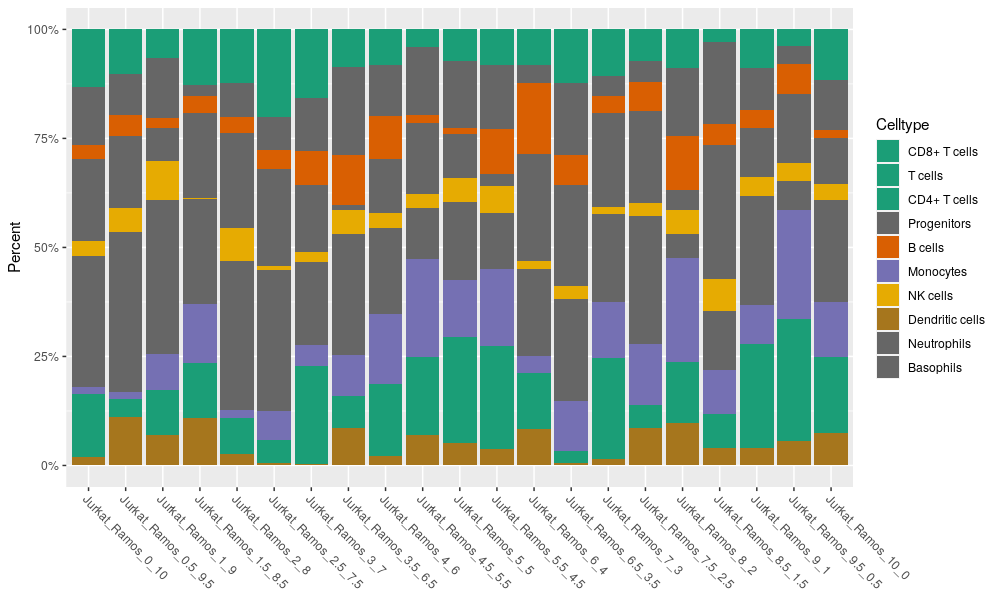 100%
75%
50%
25%
0%
Percent
Jurkat_Ramos_0_10
Jurkat_Ramos_0.5_9.5
Jurkat_Ramos_1_9
Jurkat_Ramos_1.5_8.5
Jurkat_Ramos_2_8
Jurkat_Ramos_2.5_7.5
Jurkat_Ramos_3_7
Jurkat_Ramos_3.5_6.5
Jurkat_Ramos_4_6
Jurkat_Ramos_4.5_5.5
Jurkat_Ramos_5_5
Jurkat_Ramos_5.5_4.5
Jurkat_Ramos_6_4
Jurkat_Ramos_6.5_3.5
Jurkat_Ramos_7_3
Jurkat_Ramos_7.5_2.5
Jurkat_Ramos_8_2
Jurkat_Ramos_8.5_1.5
Jurkat_Ramos_9_1
Jurkat_Ramos_9.5_0.5
Jurkat_Ramos_10_0
Celltype
CD8+ T cells
T cells
CD4+ T cells
Progenitors
B cells
Monocytes
NK cells
Dendritic cells
Neutrophils
Basophils